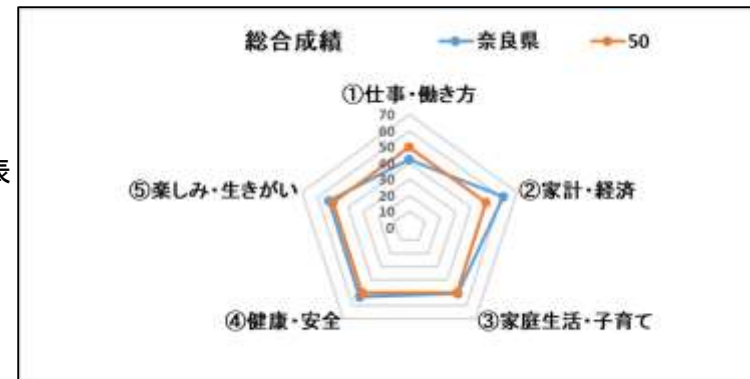 総合成績
奈良県
50
①仕事・働き方
70
60
50
40
30
20
10
0
②家計・経済
③家庭生活・子育て
④健康・安全
⑤楽しみ・生きがい
表